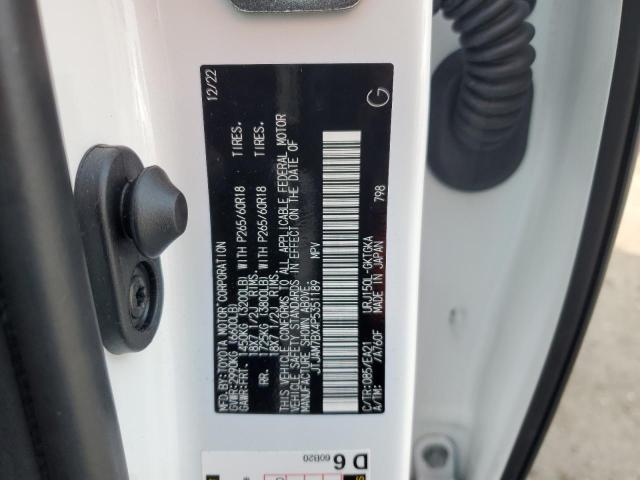 MFD.BY:TOYOTA MOTOR CORPORATION 12/22
GVWR:2990KG (6600LB)
GAWR:FRT. 1450KG (3200LB) WITH P265/60R18 TIRES.
18X7 1/2J RIMS.
RR. 1725KG (3800LB) WITH P265/60R18 TIRES.
18X7 1/2J RIMS.
THIS VEHICLE CONFORMS TO ALL APPLICABLE FEDERAL MOTOR
VEHICLE SAFETY STANDARDS IN EFFECT ON THE DATE OF
MANUFACTURE SHOWN ABOVE.
JTJAM7BX4P5351189 MPV
C/TR:085/EA21 URJ150L-GKTGKA
A/TM: /A760F MADE IN JAPAN 798
G
D 6
60B20